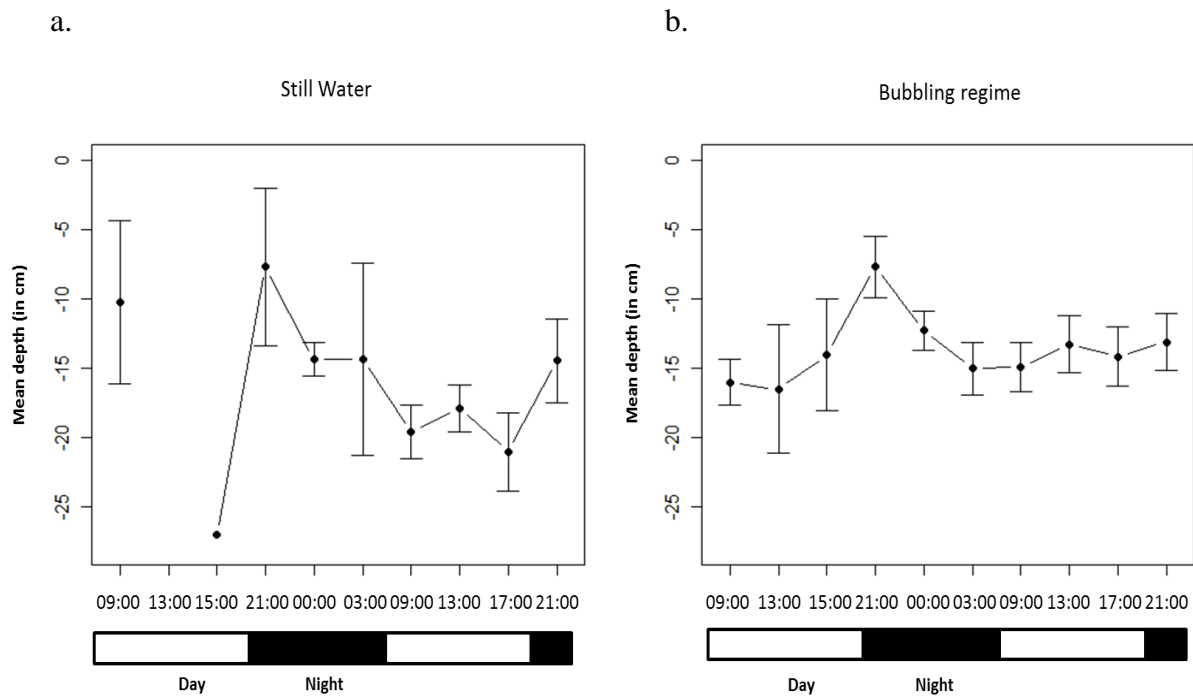 a.
Still Water
Mean depth (in cm)
0
-5
-10
-15
-20
-25
09:00 13:00 15:00 21:00 00:00 03:00 09:00 13:00 17:00 21:00
Day Night
b.
Bubbling regime
Mean depth (in cm)
0
-5
-10
-15
-20
-25
09:00 13:00 15:00 21:00 00:00 03:00 09:00 13:00 17:00 21:00
Day Night